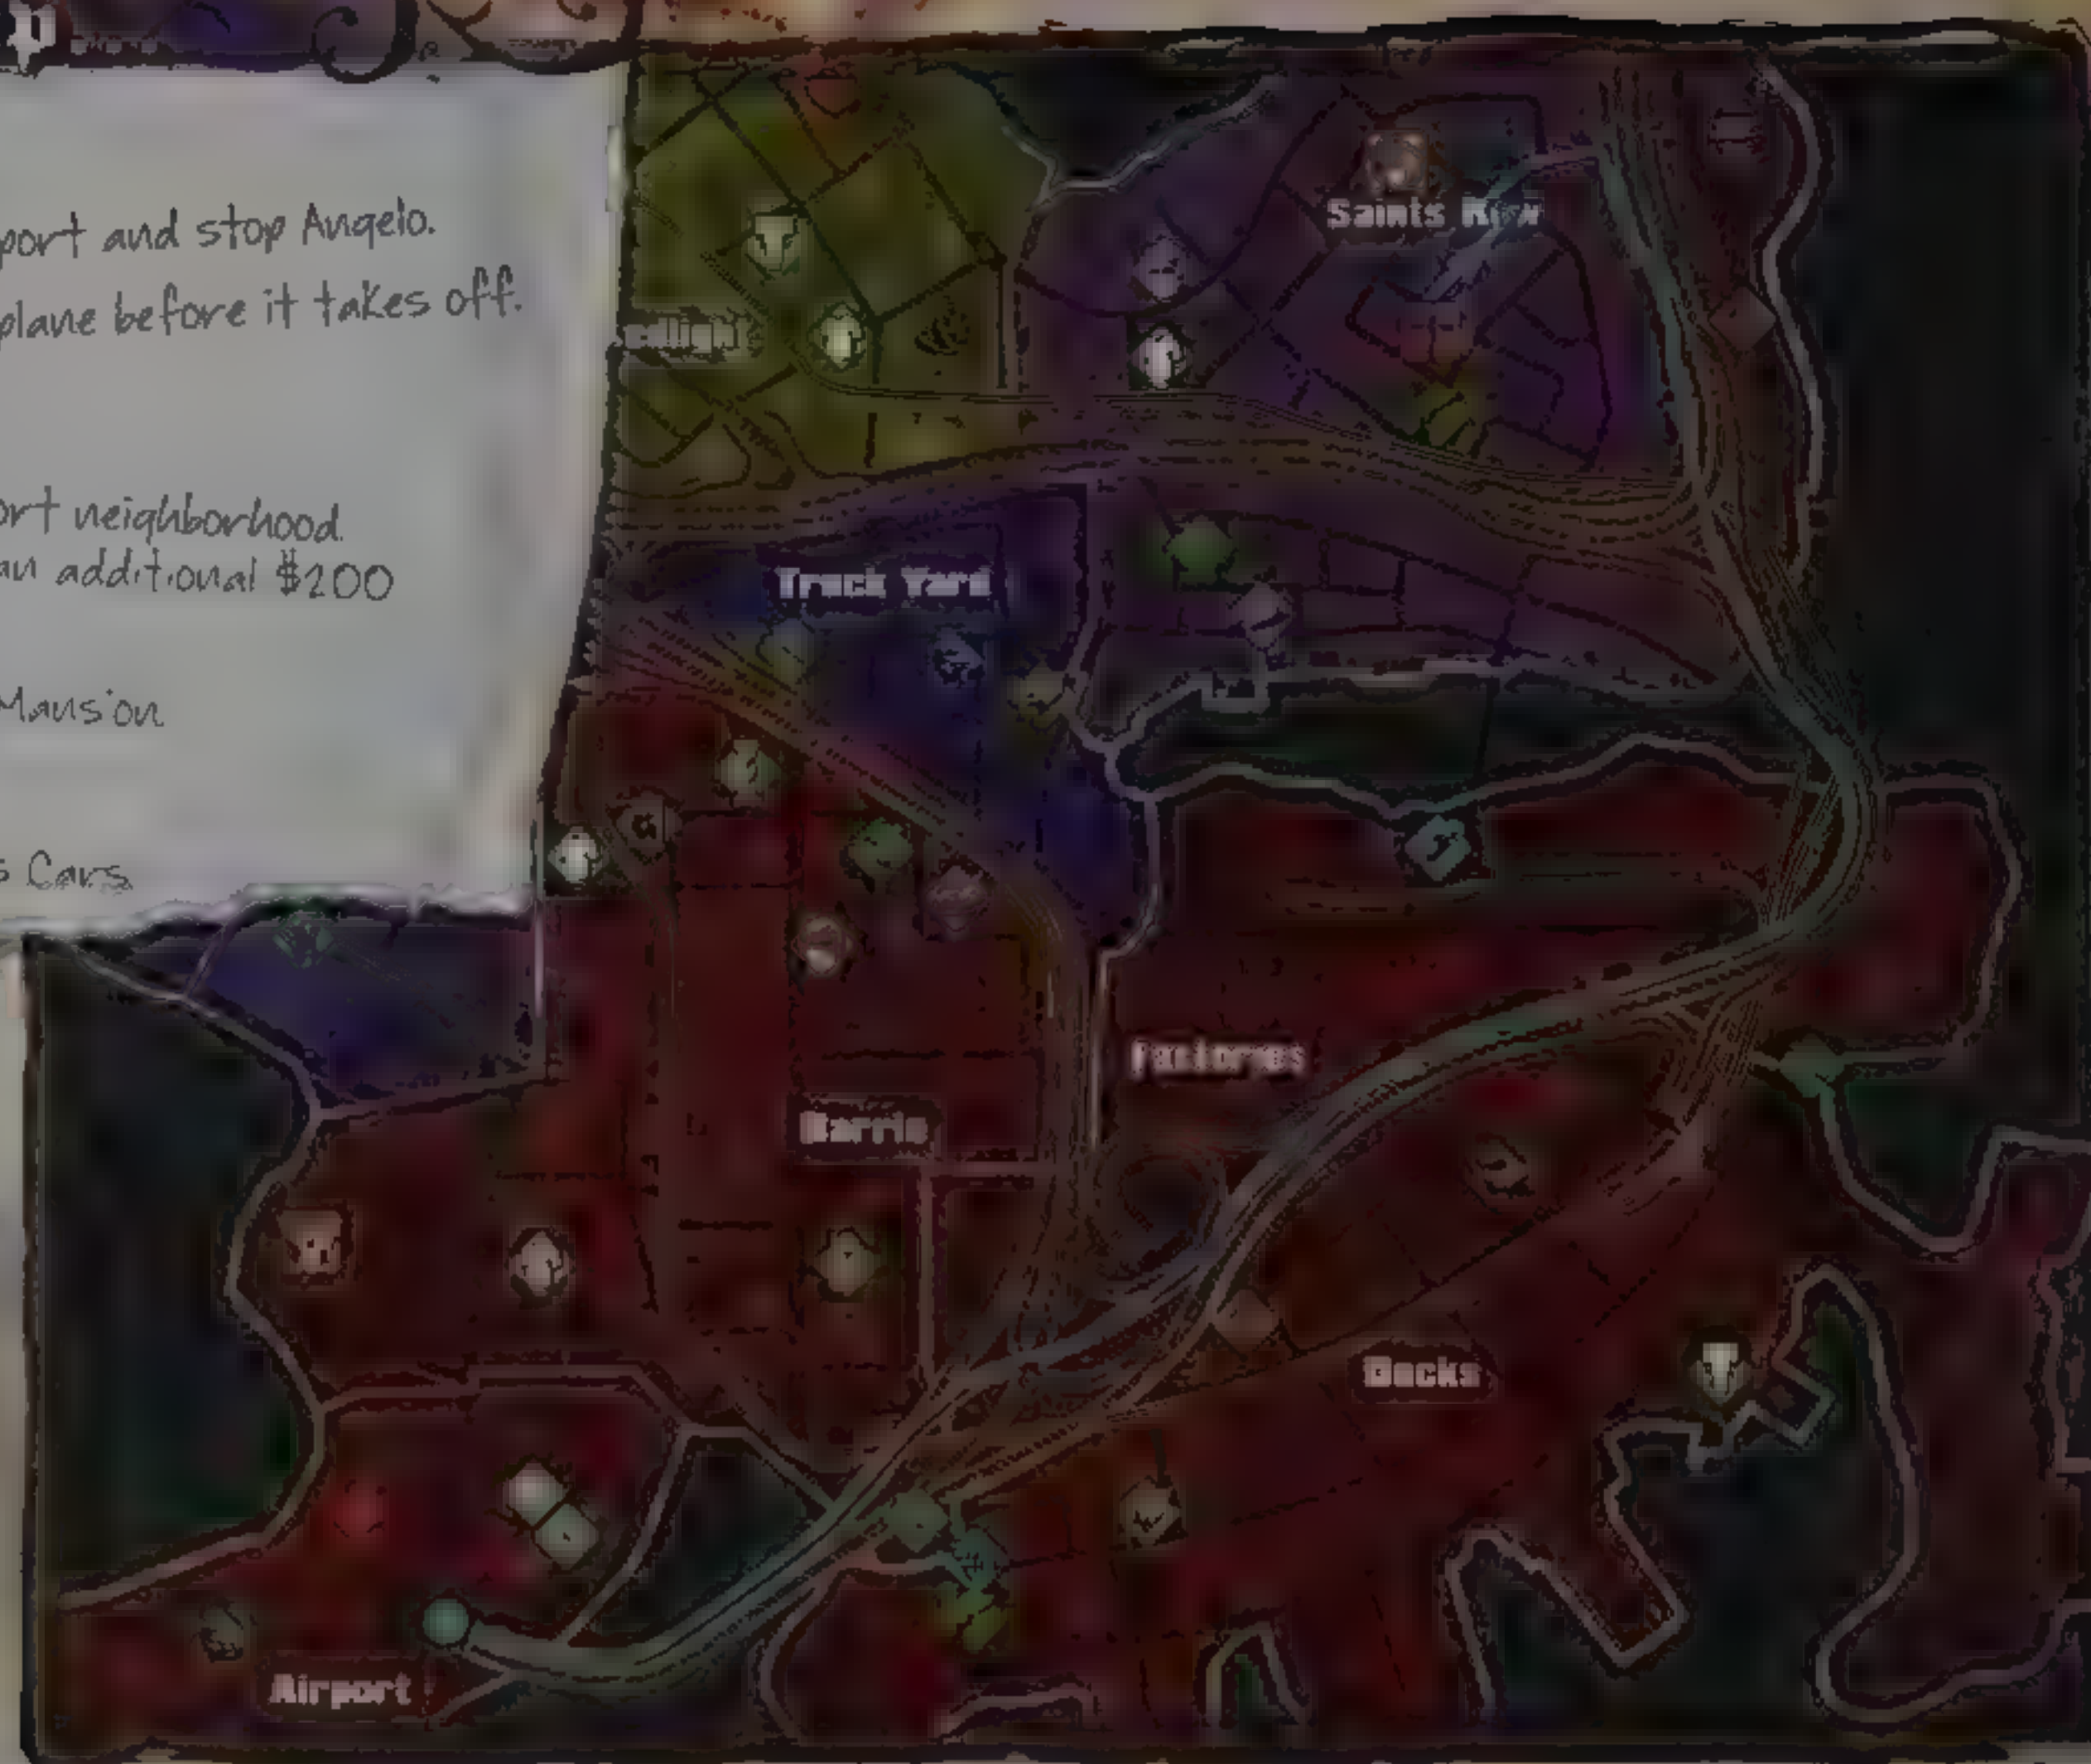 port and stop Angelo.
plane before it takes off.
ort neighborhood.
an additional $200
Mansion
s Cars
Saints Row
Truck Yard
Factories
Barrio
Docks
Airport